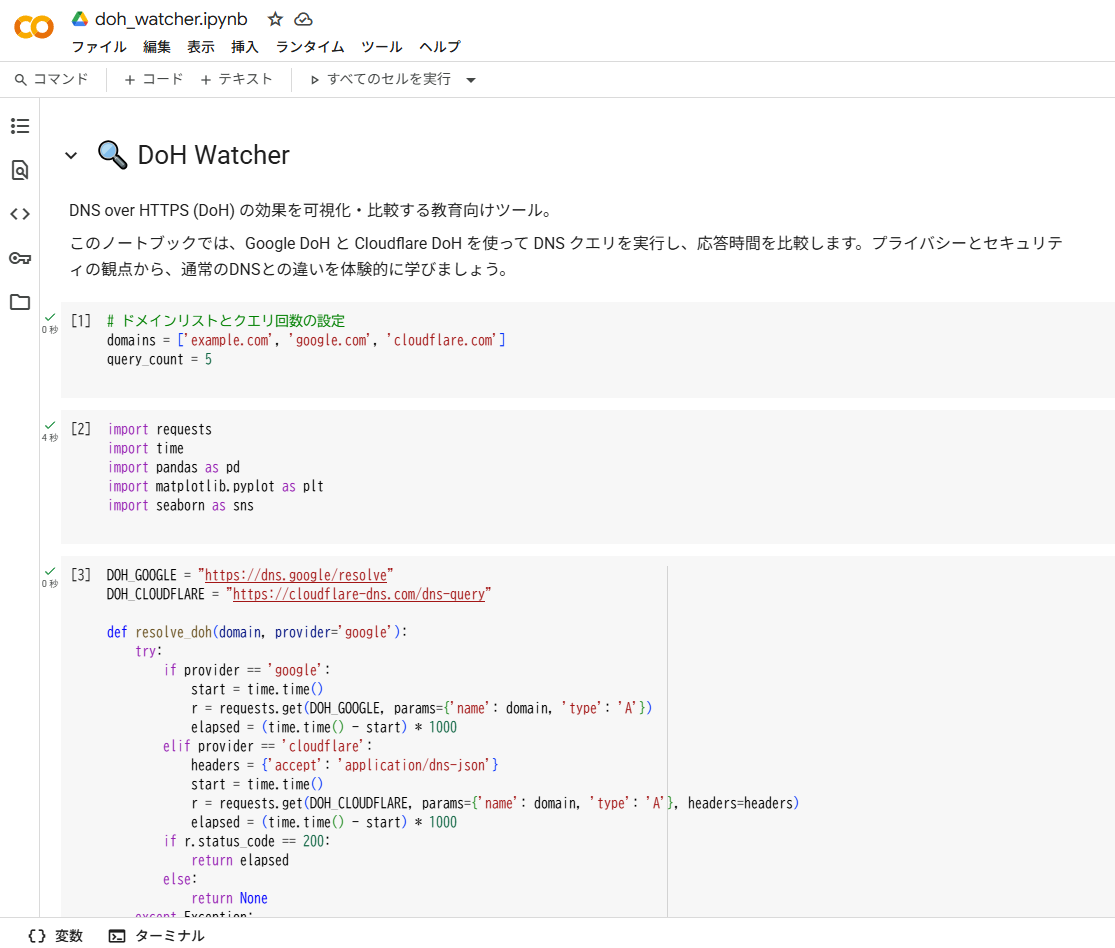 doh_watcher.ipynb
ファイル 編集 表示 挿入 ランタイム ツール ヘルプ
コマンド + コード + テキスト すべてのセルを実行
DoH Watcher
DNS over HTTPS (DoH) の効果を可視化・比較する教育向けツール。
このノートブックでは、Google DoH と Cloudflare DoH を使って DNS クエリを実行し、応答時間を比較します。プライバシーとセキュリテ
ィの観点から、通常のDNSとの違いを体験的に学びましょう。
[1] # ドメインリストとクエリ回数の設定
0 秒
domains = ['example.com', 'google.com', 'cloudflare.com']
query_count = 5
[2] import requests
4 秒
import time
import pandas as pd
import matplotlib.pyplot as plt
import seaborn as sns
[3] DOH_GOOGLE = "https://dns.google/resolve"
0 秒
DOH_CLOUDFLARE = "https://cloudflare-dns.com/dns-query"
def resolve_doh(domain, provider='google'):
try:
if provider == 'google':
start = time.time()
r = requests.get(DOH_GOOGLE, params={'name': domain, 'type': 'A'})
elapsed = (time.time() - start) * 1000
elif provider == 'cloudflare':
headers = {'accept': 'application/dns-json'}
start = time.time()
r = requests.get(DOH_CLOUDFLARE, params={'name': domain, 'type': 'A'}, headers=headers)
elapsed = (time.time() - start) * 1000
if r.status_code == 200:
return elapsed
else:
return None
except Exception:
{} 変数 ターミナル